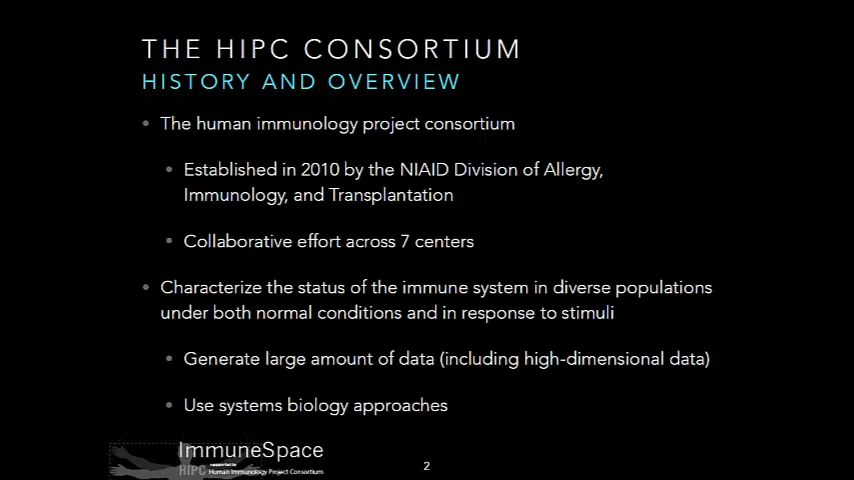 THE HIPC CONSORTIUM
HISTORY AND OVERVIEW
• The human immunology project consortium
• Established in 2010 by the NIAID Division of Allergy,
Immunology, and Transplantation
• Collaborative effort across 7 centers
• Characterize the status of the immune system in diverse populations
under both normal conditions and in response to stimuli
• Generate large amount of data (including high-dimensional data)
• Use systems biology approaches
ImmuneSpace
supported by
HIPC Human Immunology Project Consortium
2